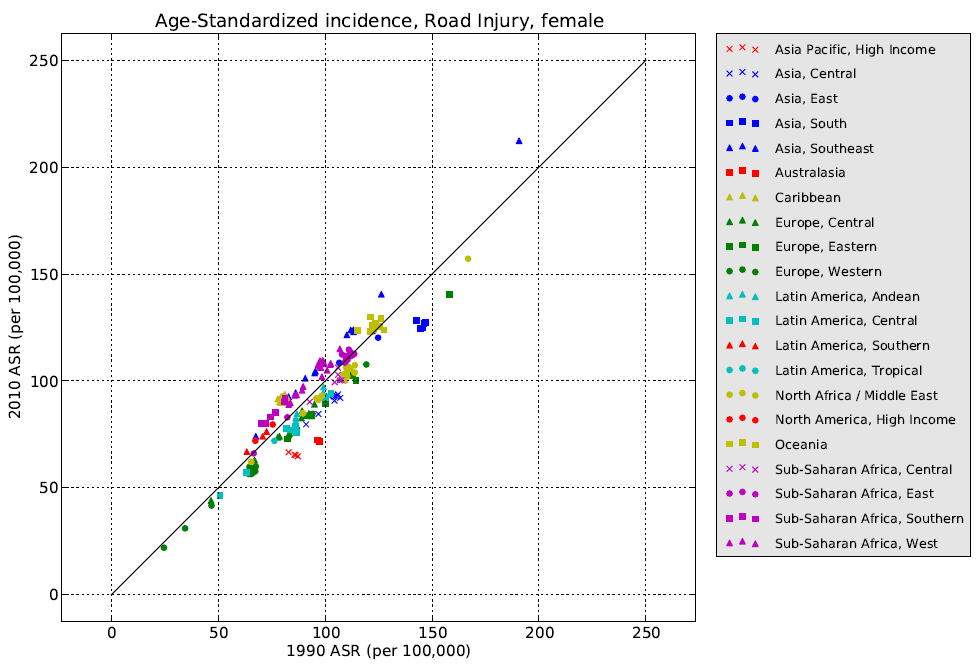 Age-Standardized incidence, Road Injury, female
250
200
150
100
50
0
2010 ASR (per 100,000)
0 50 100 150 200 250
1990 ASR (per 100,000)
Asia Pacific, High Income
Asia, Central
Asia, East
Asia, South
Asia, Southeast
Australasia
Caribbean
Europe, Central
Europe, Eastern
Europe, Western
Latin America, Andean
Latin America, Central
Latin America, Southern
Latin America, Tropical
North Africa / Middle East
North America, High Income
Oceania
Sub-Saharan Africa, Central
Sub-Saharan Africa, East
Sub-Saharan Africa, Southern
Sub-Saharan Africa, West